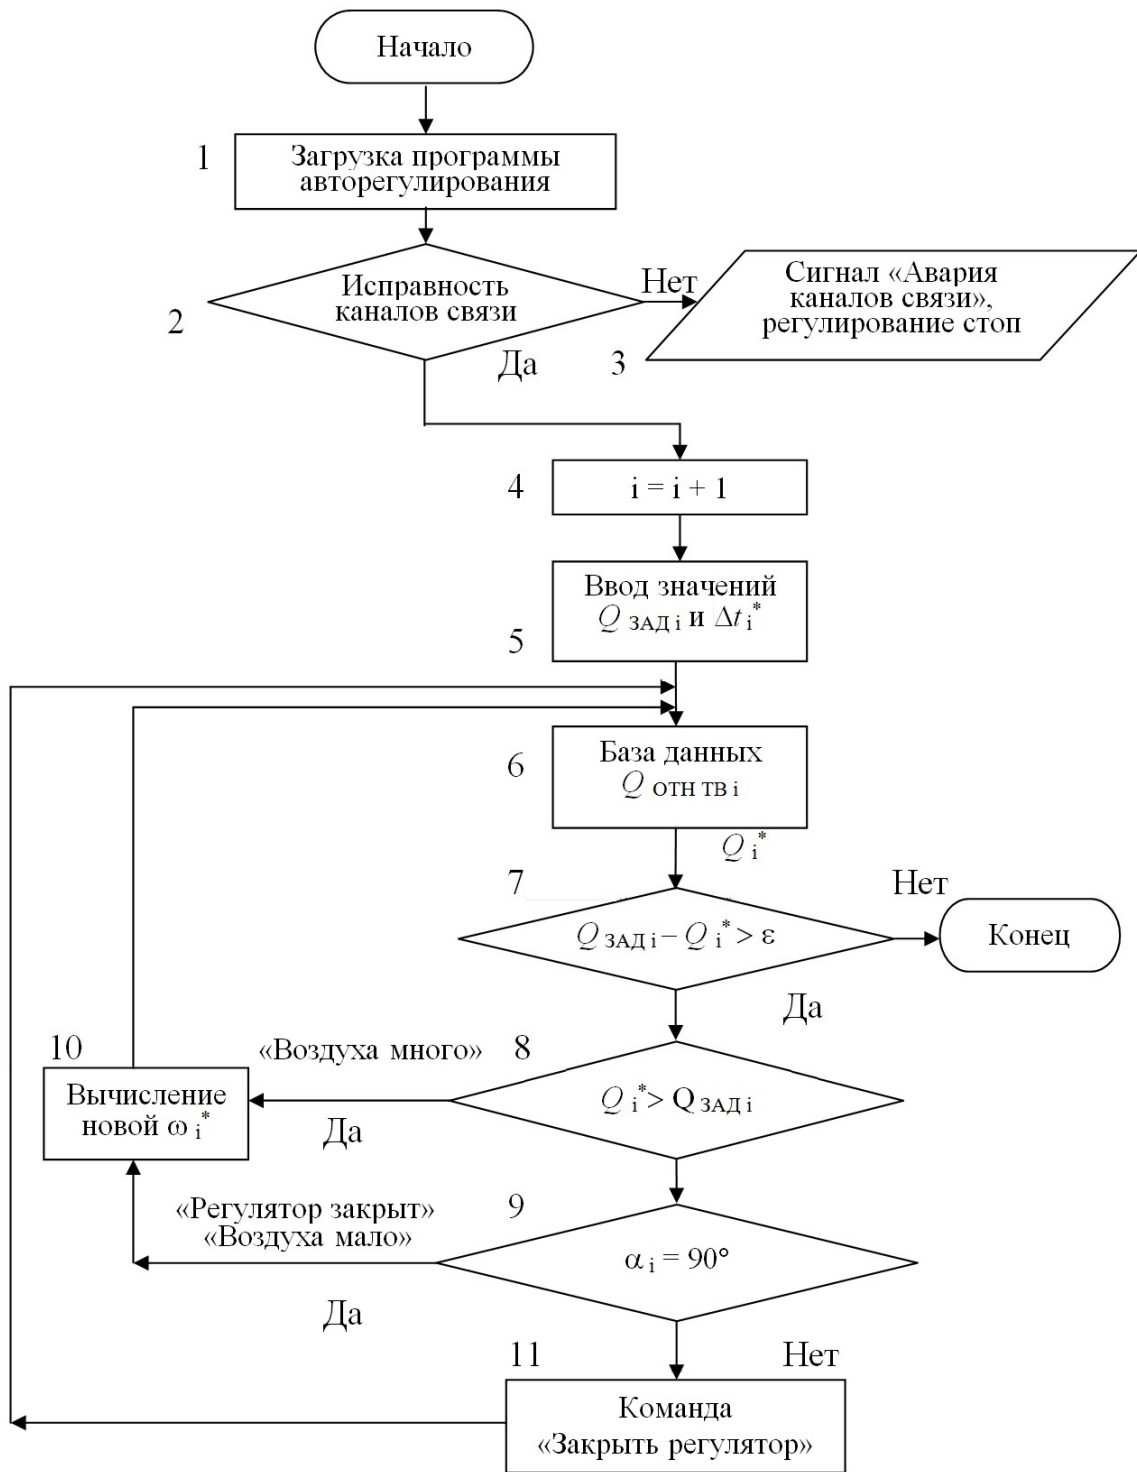 Начало
1
Загрузка программы
авторегулирования
2
Исправность
каналов связи
Нет
Да
3
Сигнал «Авария
каналов связи»,
регулирование стоп
4
i = i + 1
5
Ввод значений
Q ЗАД i и Δt i*
6
База данных
Q ОТН ТВ i
Q i*
7
Q ЗАД i – Q i* > ε
Нет
Конец
Да
8
Q i* > Q ЗАД i
«Воздуха много»
Да
10
Вычисление
новой ω i*
9
α i = 90°
«Регулятор закрыт»
«Воздуха мало»
Да
Нет
11
Команда
«Закрыть регулятор»